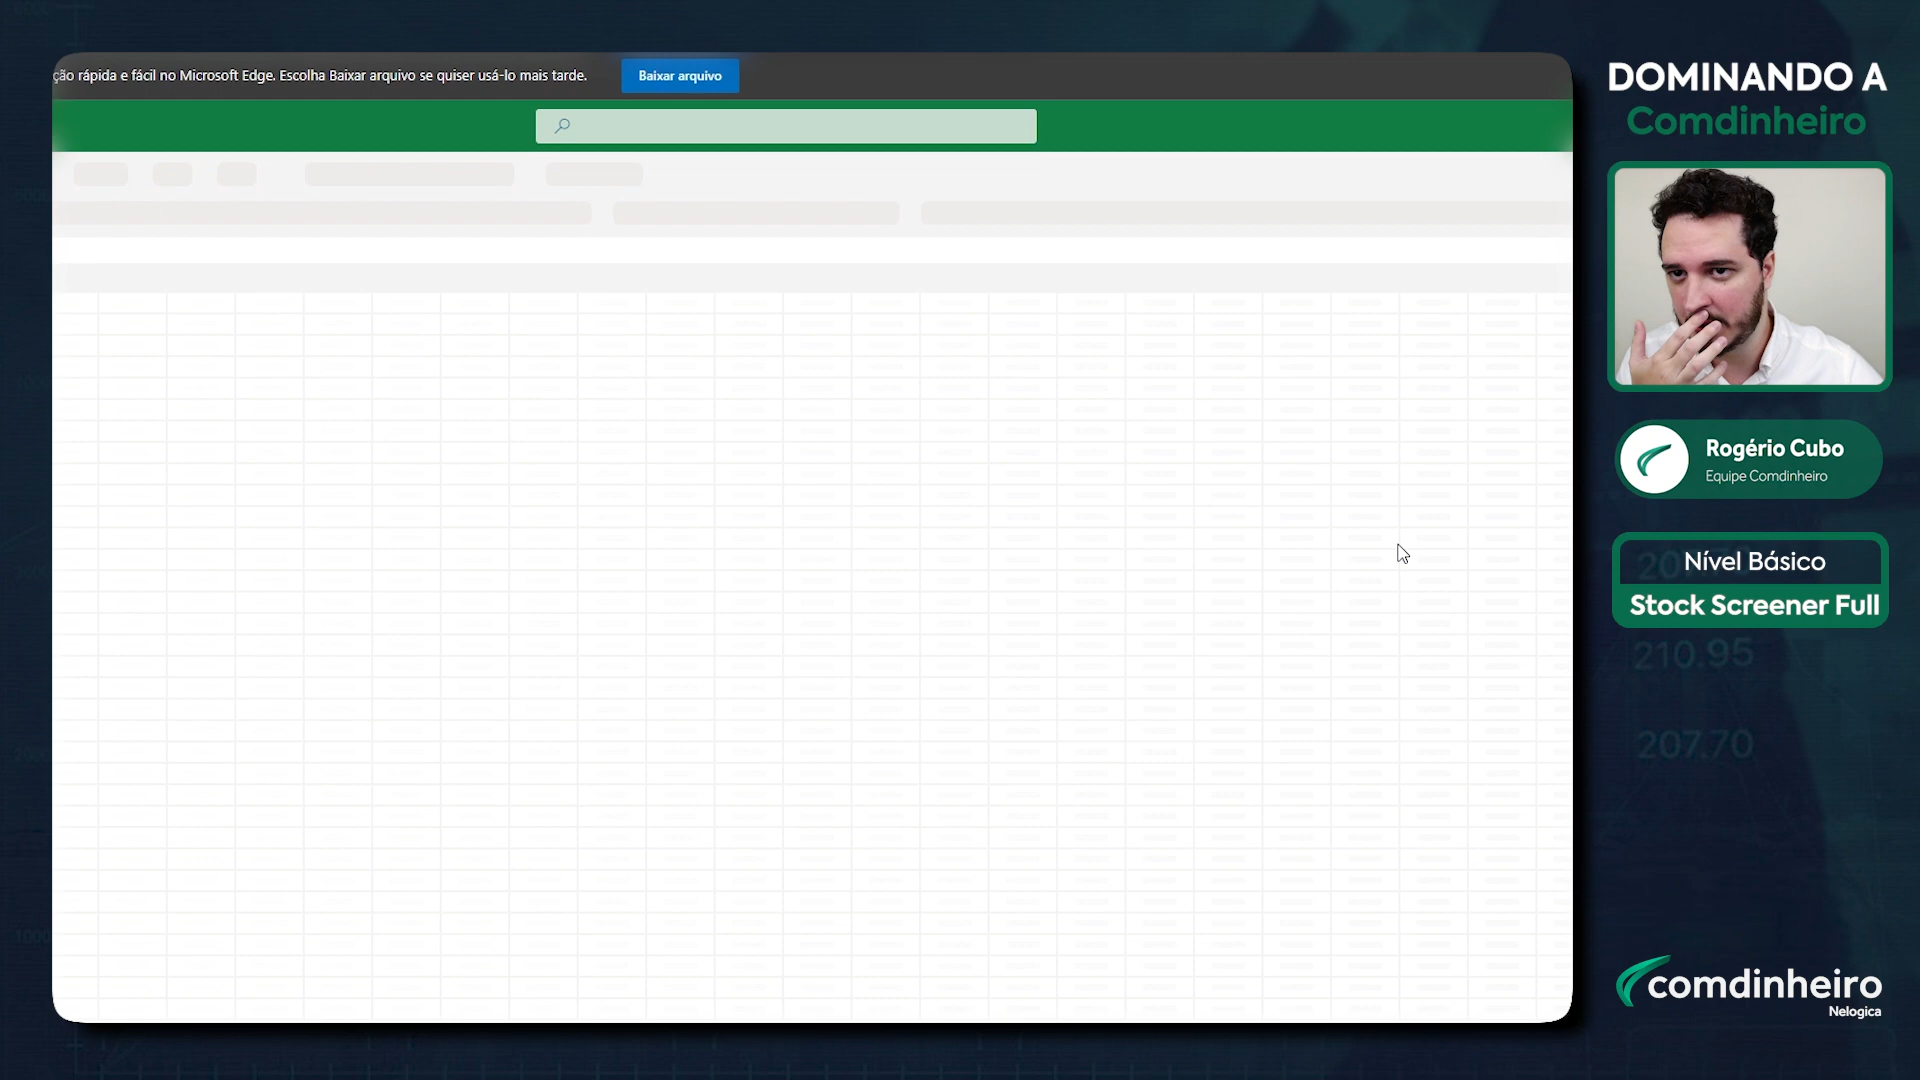 ção rápida e fácil no Microsoft Edge. Escolha Baixar arquivo se quiser usá-lo mais tarde.
Baixar arquivo
DOMINANDO A
Comdinheiro
Rogério Cubo
Equipe Comdinheiro
Nível Básico
Stock Screener Full
210.95
207.70
comdinheiro
Nelogica